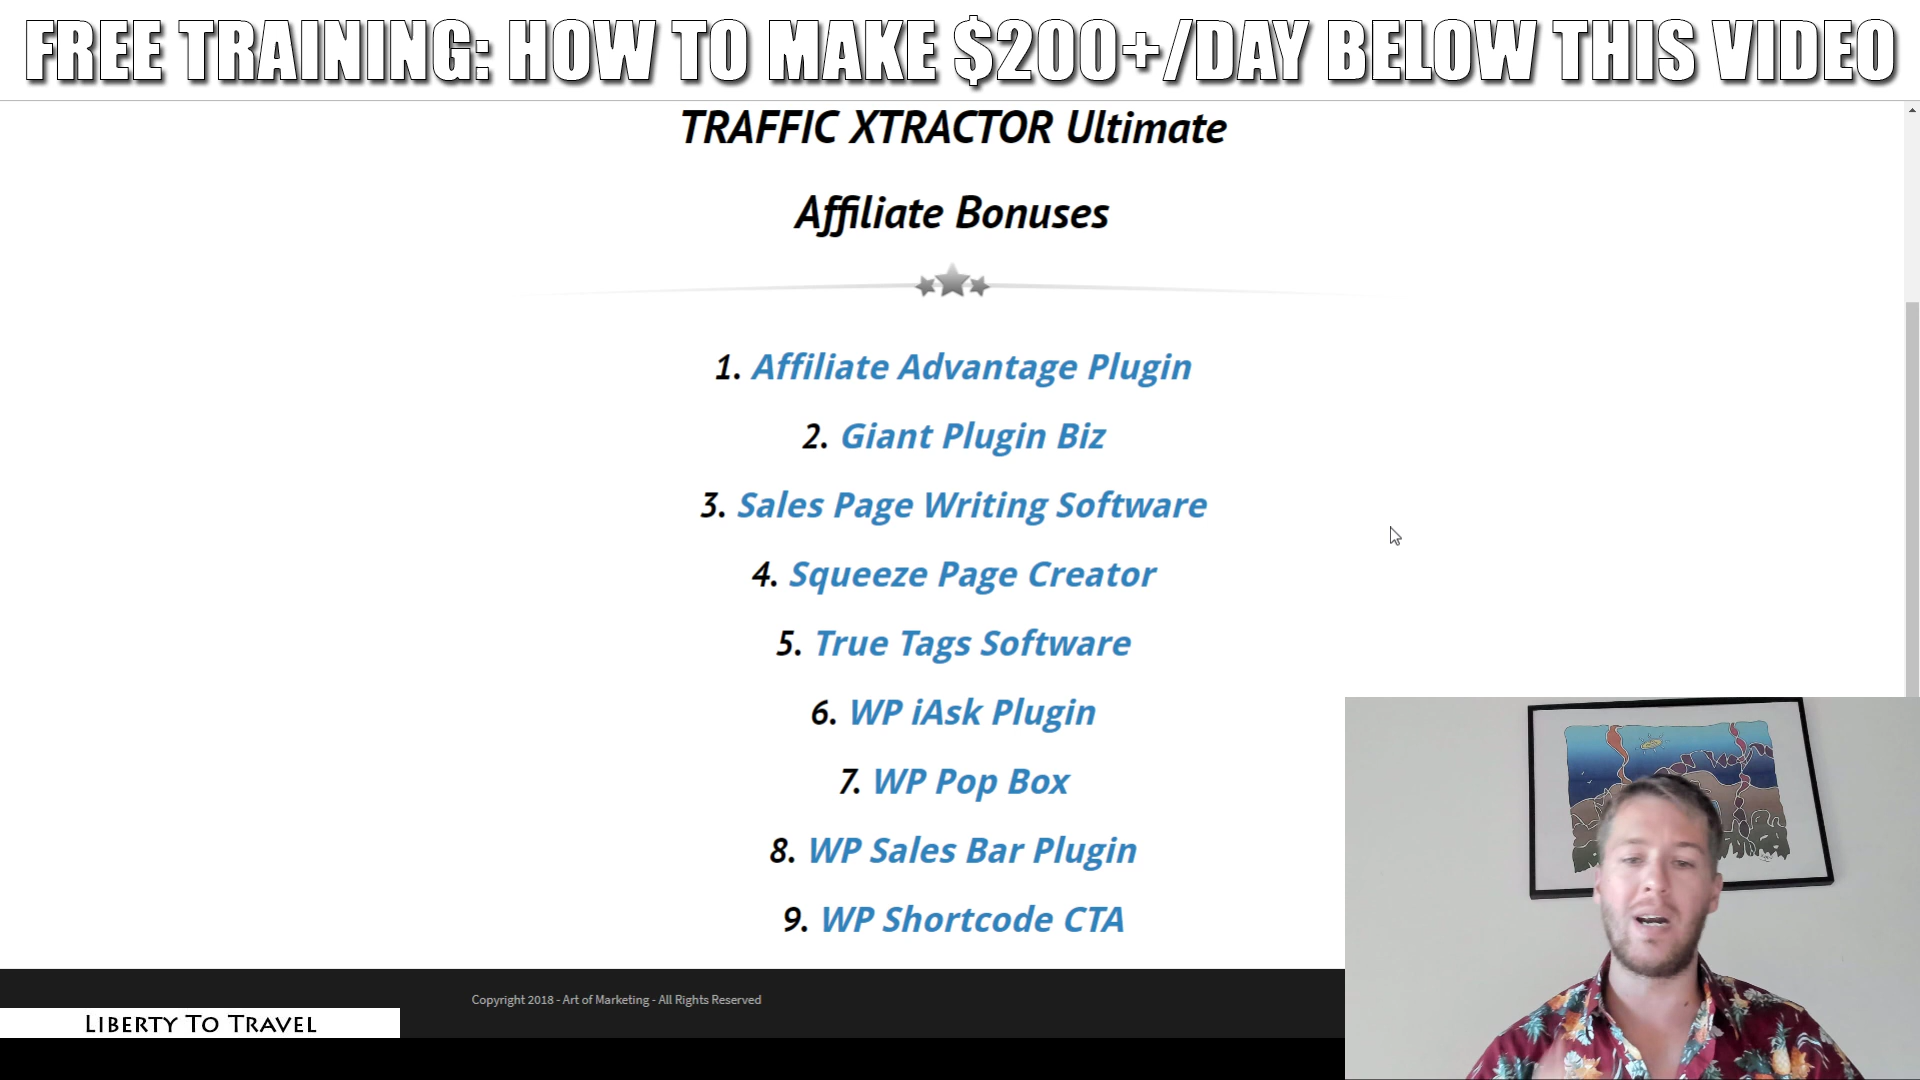 FREE TRAINING: HOW TO MAKE $200+/DAY BELOW THIS VIDEO
TRAFFIC XTRACTOR Ultimate
Affiliate Bonuses
1. Affiliate Advantage Plugin
2. Giant Plugin Biz
3. Sales Page Writing Software
4. Squeeze Page Creator
5. True Tags Software
6. WP iAsk Plugin
7. WP Pop Box
8. WP Sales Bar Plugin
9. WP Shortcode CTA
Copyright 2018 - Art of Marketing - All Rights Reserved
Liberty To Travel